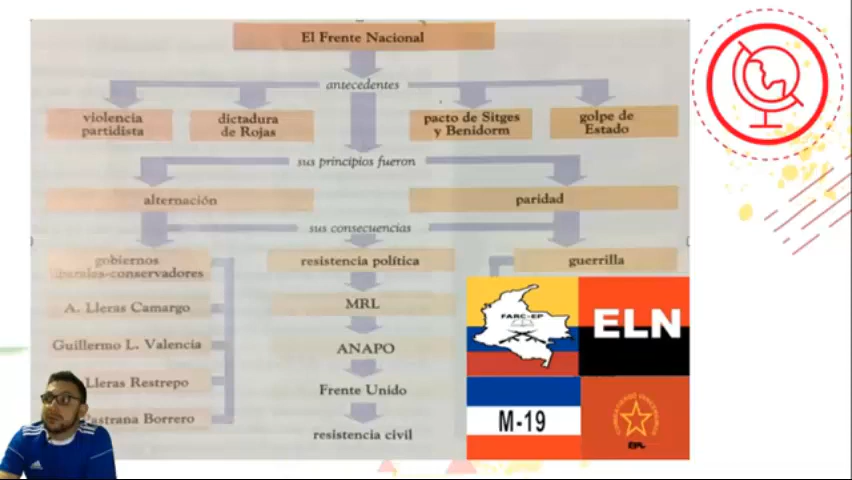 El Frente Nacional
antecedentes
violencia
partidista
dictadura
de Rojas
pacto de Sitges
y Benidorm
golpe de
Estado
sus principios fueron
alternación
paridad
sus consecuencias
gobiernos
liberales-conservadores
resistencia política
guerrilla
A. Lleras Camargo
MRL
Guillermo L. Valencia
ANAPO
Lleras Restrepo
Frente Unido
Pastrana Borrero
resistencia civil
FARC-EP
ELN
M-19
EPL